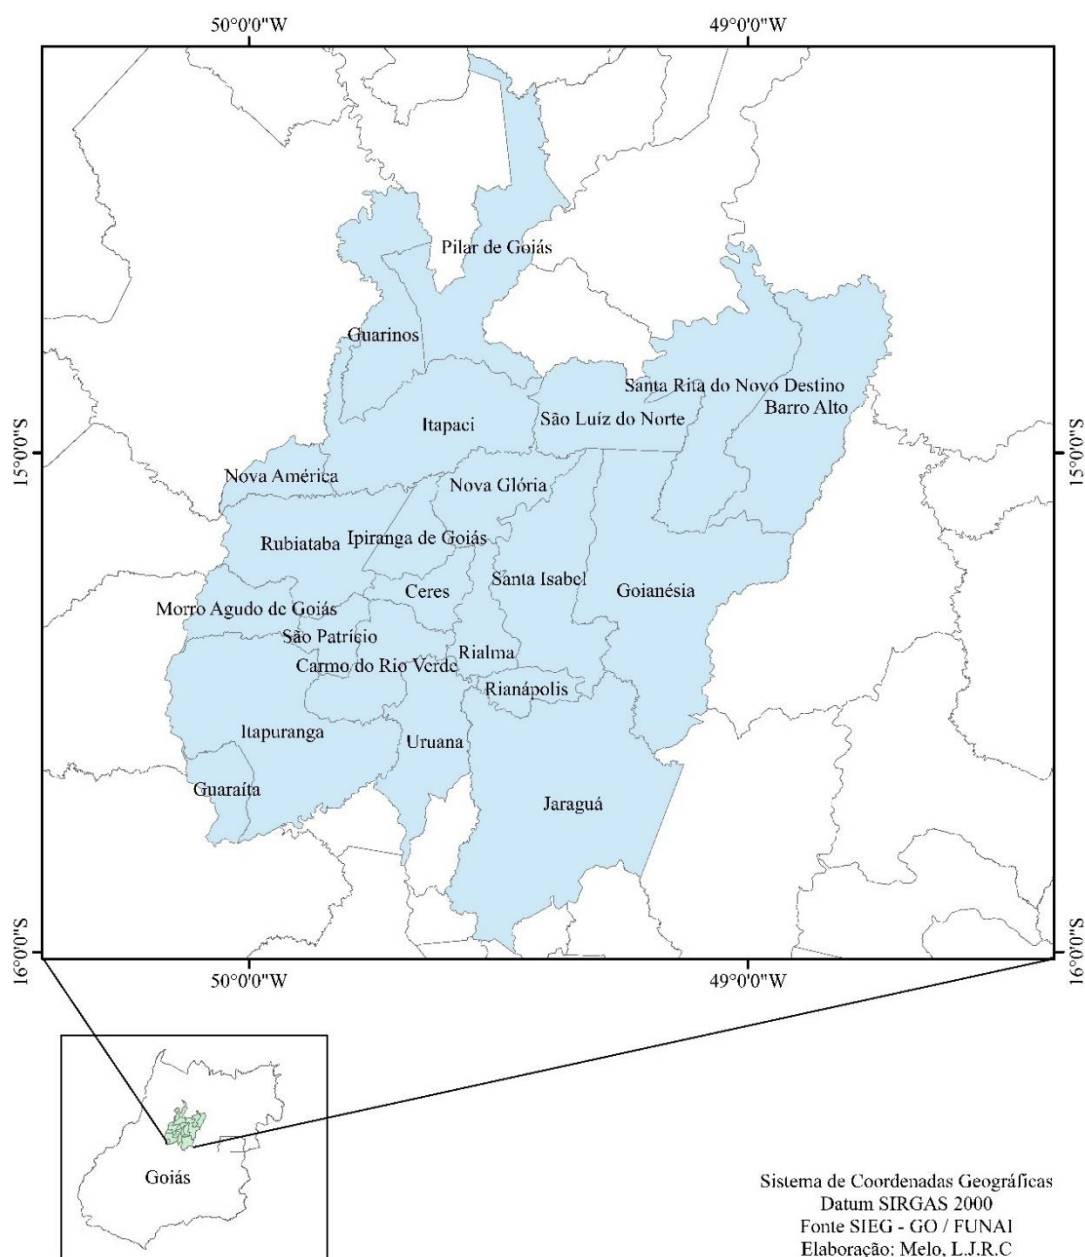 50°0'0"W
49°0'0"W
Pilar de Goiás
Guarinos
Santa Rita do Novo Destino
Barro Alto
São Luíz do Norte
Itapaci
15°0'0"S
15°0'0"S
Nova América
Nova Glória
Rubiataba
Ipiranga de Goiás
Santa Isabel
Ceres
Goianésia
Morro Agudo de Goiás
São Patrício
Rialma
Carmo do Rio Verde
Rianápolis
Itapuranga
Uruana
Guaraíta
Jaraguá
16°0'0"S
16°0'0"S
50°0'0"W
49°0'0"W
Goiás
Sistema de Coordenadas Geográficas
Datum SIRGAS 2000
Fonte SIEG - GO / FUNAI
Elaboração: Melo, L.J.R.C